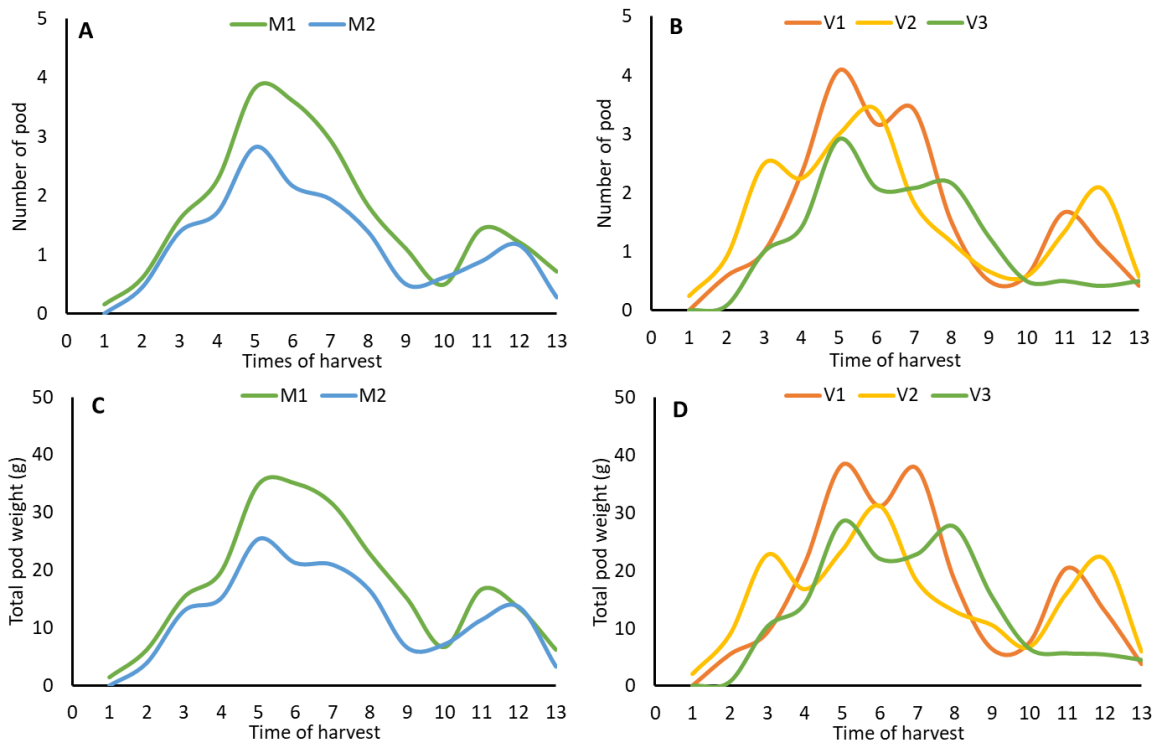 A
M1 M2
Number of pod
5
4
3
2
1
0
0 1 2 3 4 5 6 7 8 9 10 11 12 13
Times of harvest
B
V1 V2 V3
Number of pod
5
4
3
2
1
0
0 1 2 3 4 5 6 7 8 9 10 11 12 13
Time of harvest
C
M1 M2
Total pod weight (g)
50
40
30
20
10
0
0 1 2 3 4 5 6 7 8 9 10 11 12 13
Time of harvest
D
V1 V2 V3
Total pod weight (g)
50
40
30
20
10
0
0 1 2 3 4 5 6 7 8 9 10 11 12 13
Time of harvest